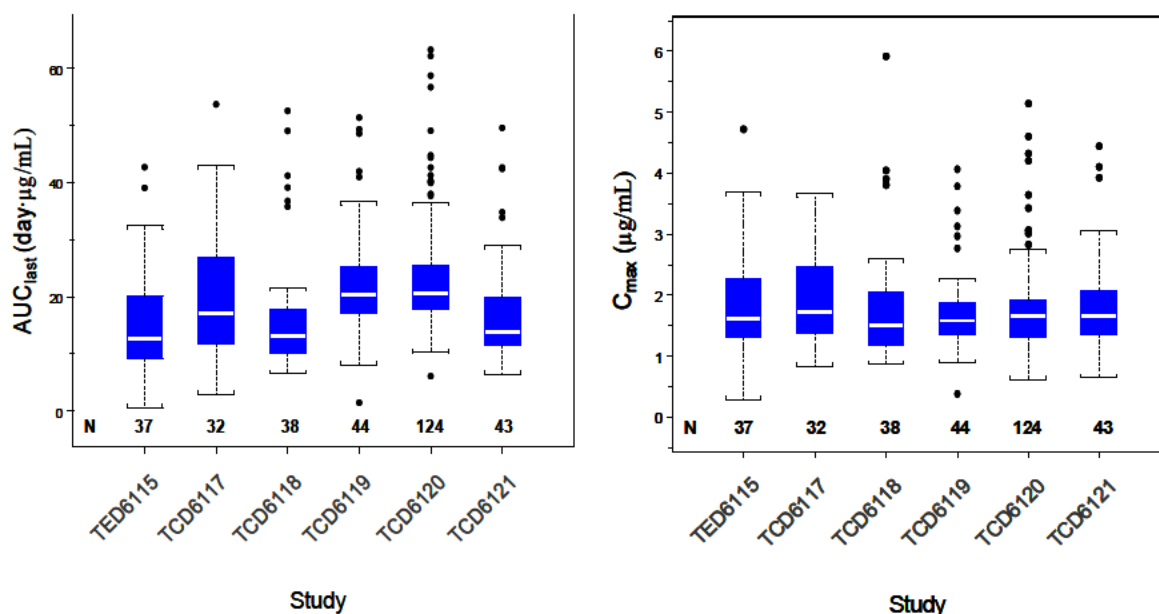 AUClast (day·µg/mL)
60
40
20
0
N 37 32 38 44 124 43
TED6115 TCD6117 TCD6118 TCD6119 TCD6120 TCD6121
Study
Cmax (µg/mL)
6
5
4
3
2
1
0
N 37 32 38 44 124 43
TED6115 TCD6117 TCD6118 TCD6119 TCD6120 TCD6121
Study